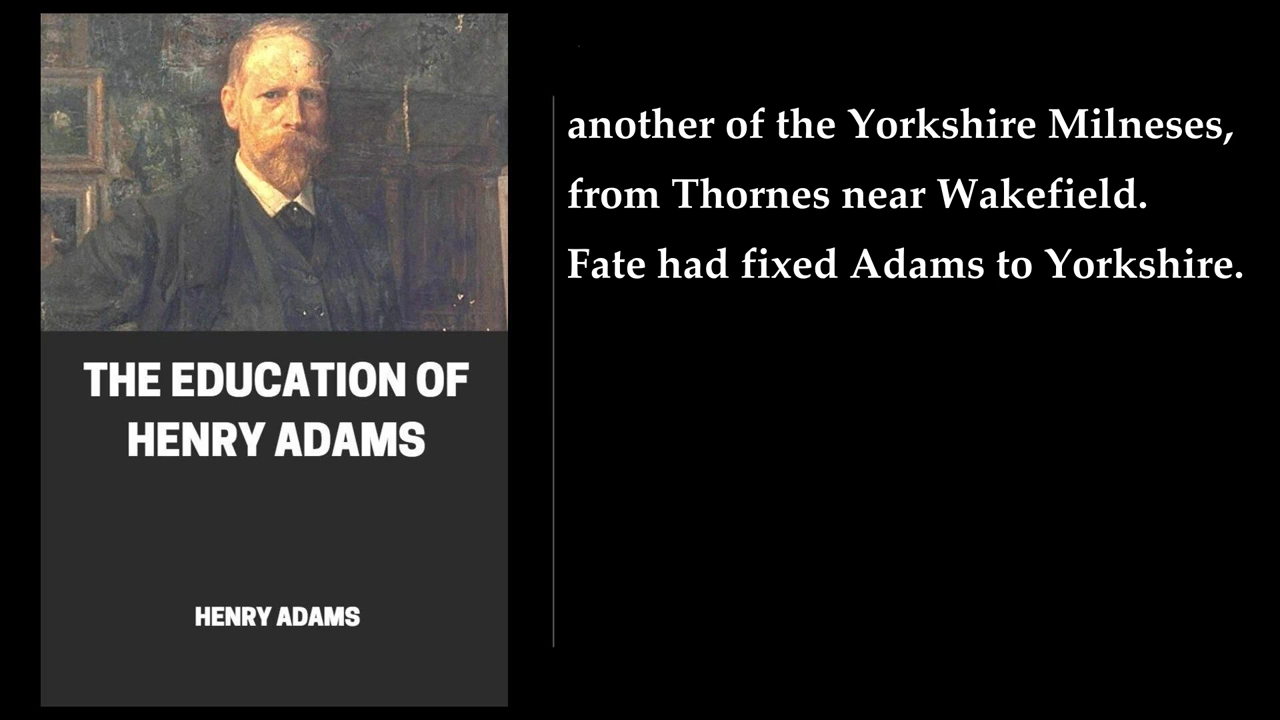 THE EDUCATION OF
HENRY ADAMS
HENRY ADAMS
another of the Yorkshire Milneses,
from Thornes near Wakefield.
Fate had fixed Adams to Yorkshire.